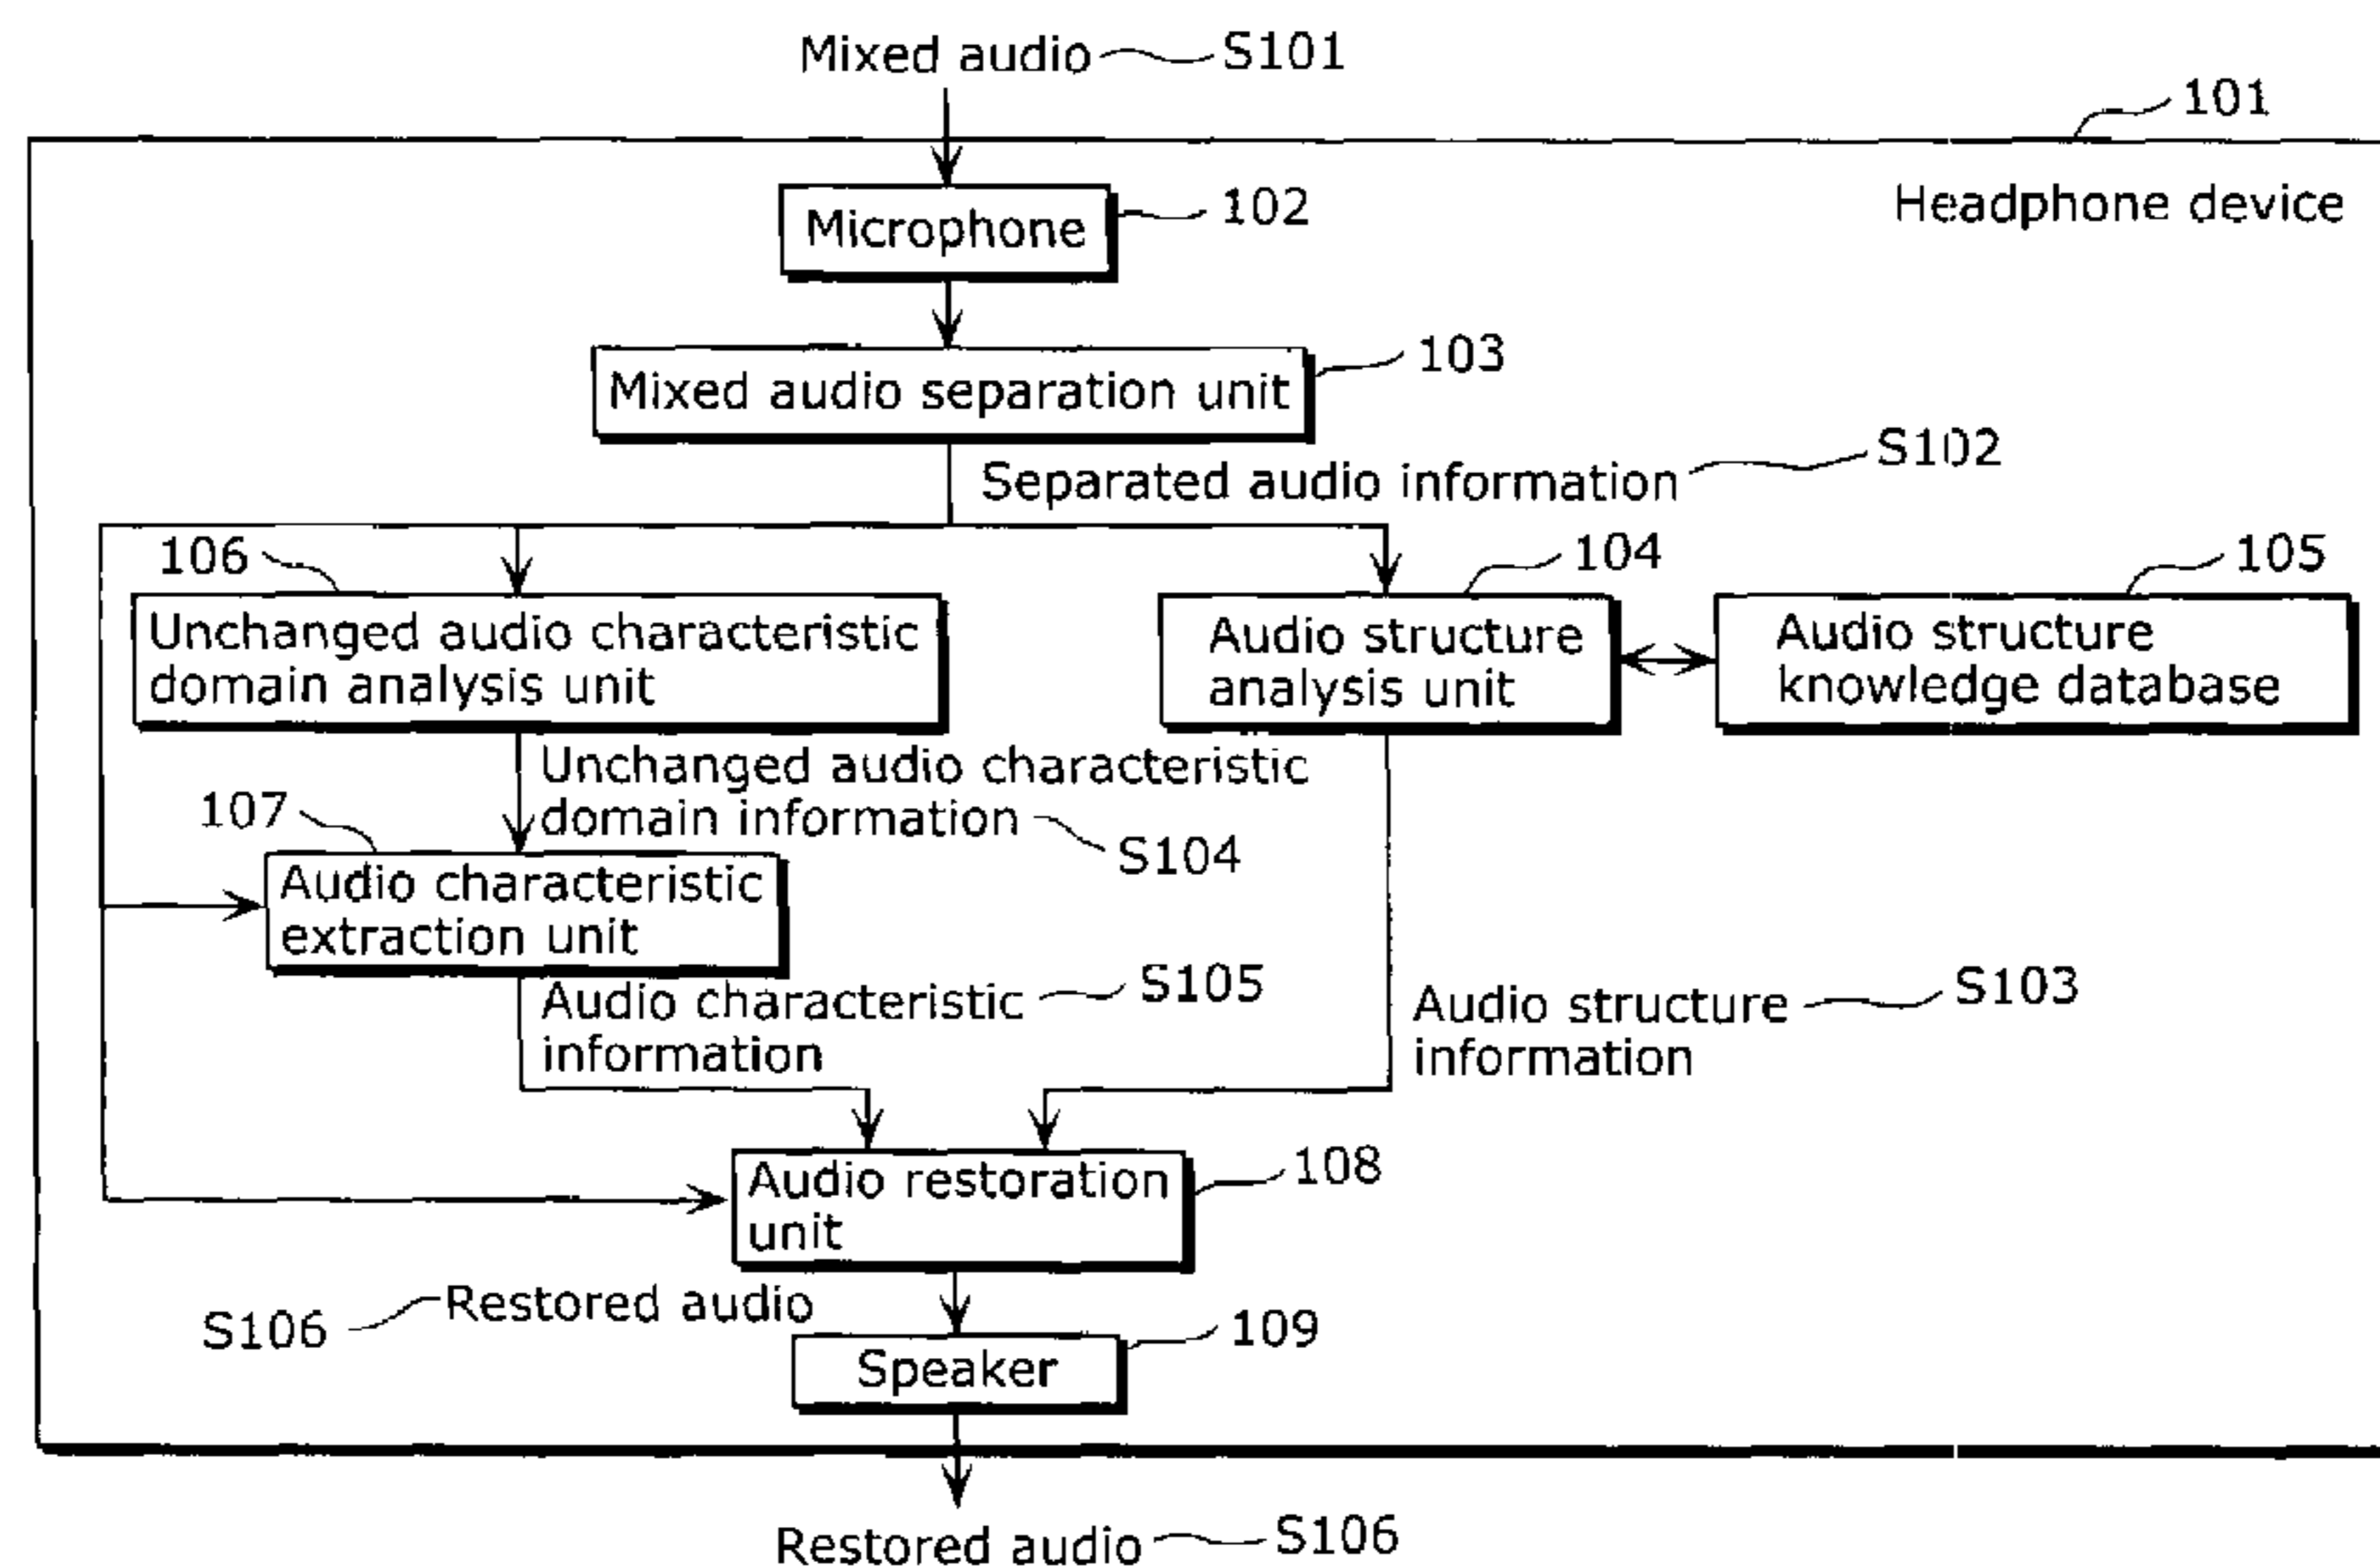 Mixed audio S101
101
Headphone device
Microphone 102
Mixed audio separation unit 103
Separated audio information S102
106
104
105
Unchanged audio characteristic
domain analysis unit
Audio structure
analysis unit
Audio structure
knowledge database
Unchanged audio characteristic
domain information
S104
107
Audio characteristic
extraction unit
Audio characteristic
information
S105
Audio structure
information
S103
Audio restoration
unit
108
S106 Restored audio
Speaker 109
Restored audio S106